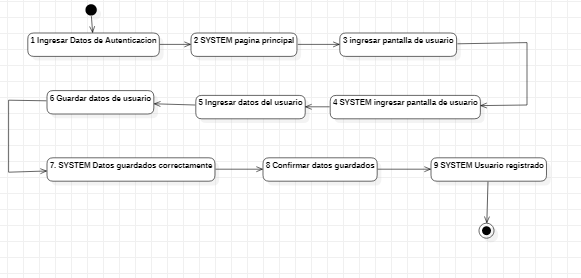 1 Ingresar Datos de Autenticacion
2 SYSTEM pagina principal
3 ingresar pantalla de usuario
4 SYSTEM ingresar pantalla de usuario
5 Ingresar datos del usuario
6 Guardar datos de usuario
7. SYSTEM Datos guardados correctamente
8 Confirmar datos guardados
9 SYSTEM Usuario registrado